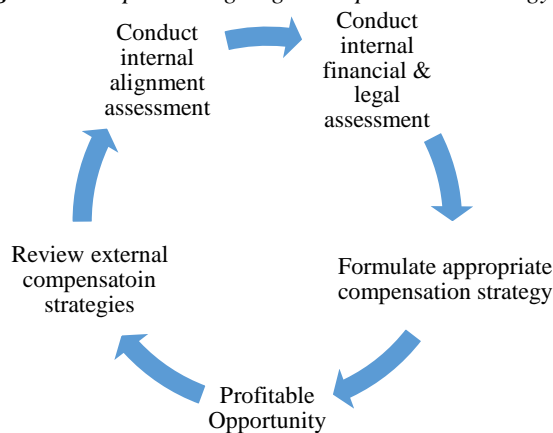 Conduct
internal
alignment
assessment
Conduct
internal
financial &
legal
assessment
Formulate appropriate
compensation strategy
Profitable
Opportunity
Review external
compensatoin
strategies